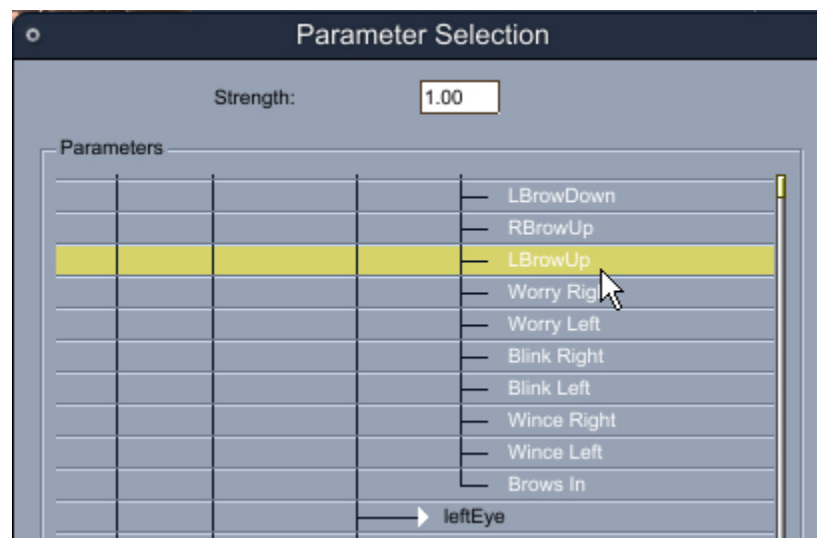 Parameter Selection
Strength: 1.00
Parameters
LBrowDown
RBrowUp
LBrowUp
Worry Right
Worry Left
Blink Right
Blink Left
Wince Right
Wince Left
Brows In
leftEye